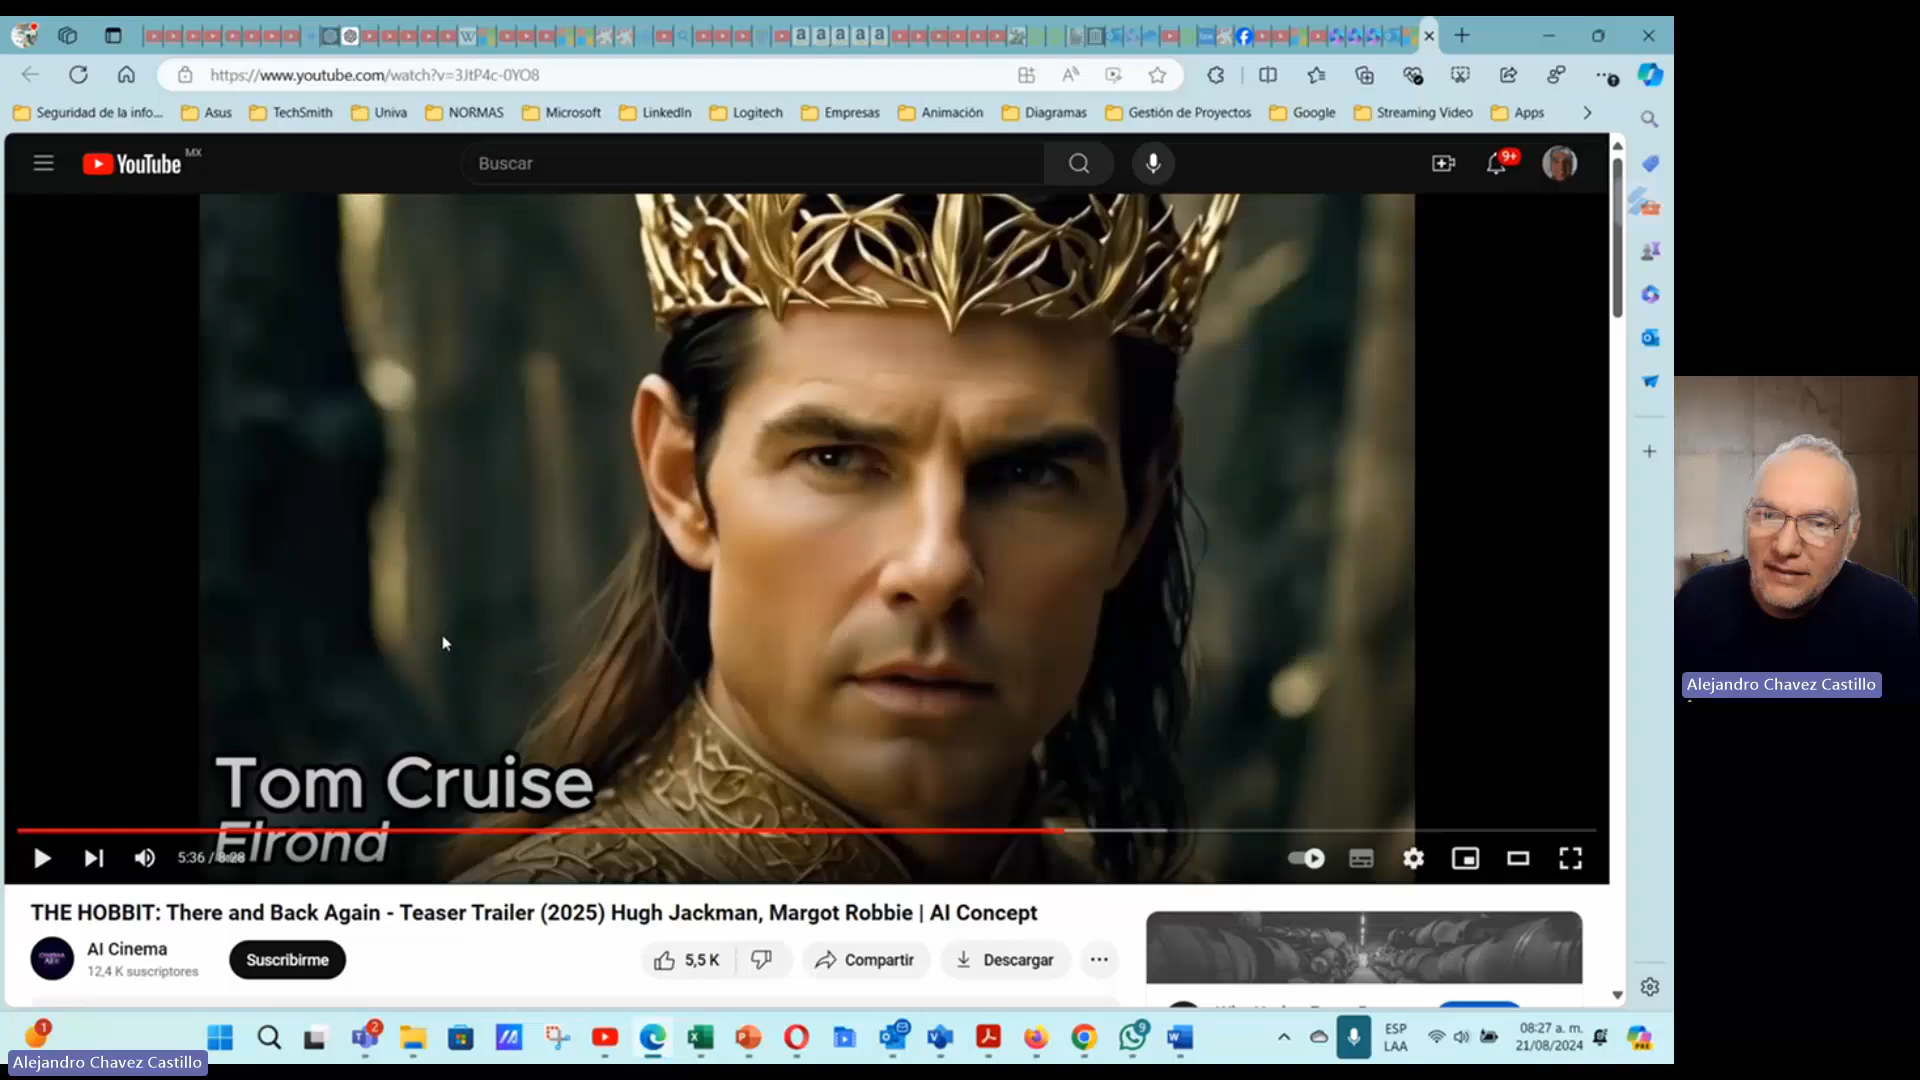 https://www.youtube.com/watch?v=3JtP4c-0YO8
Seguridad de la info... Asus TechSmith Univa NORMAS Microsoft LinkedIn Logitech Empresas Animación Diagramas Gestión de Proyectos Google Streaming Video Apps
YouTube MX
Buscar
9+
Tom Cruise
Elrond
5:36 / 8:28
THE HOBBIT: There and Back Again - Teaser Trailer (2025) Hugh Jackman, Margot Robbie | AI Concept
AI Cinema
12,4 K suscriptores
Suscribirme
5,5 K
Compartir
Descargar
Alejandro Chavez Castillo
1
2
9
ESP
LAA
08:27 a. m.
21/08/2024
Alejandro Chavez Castillo